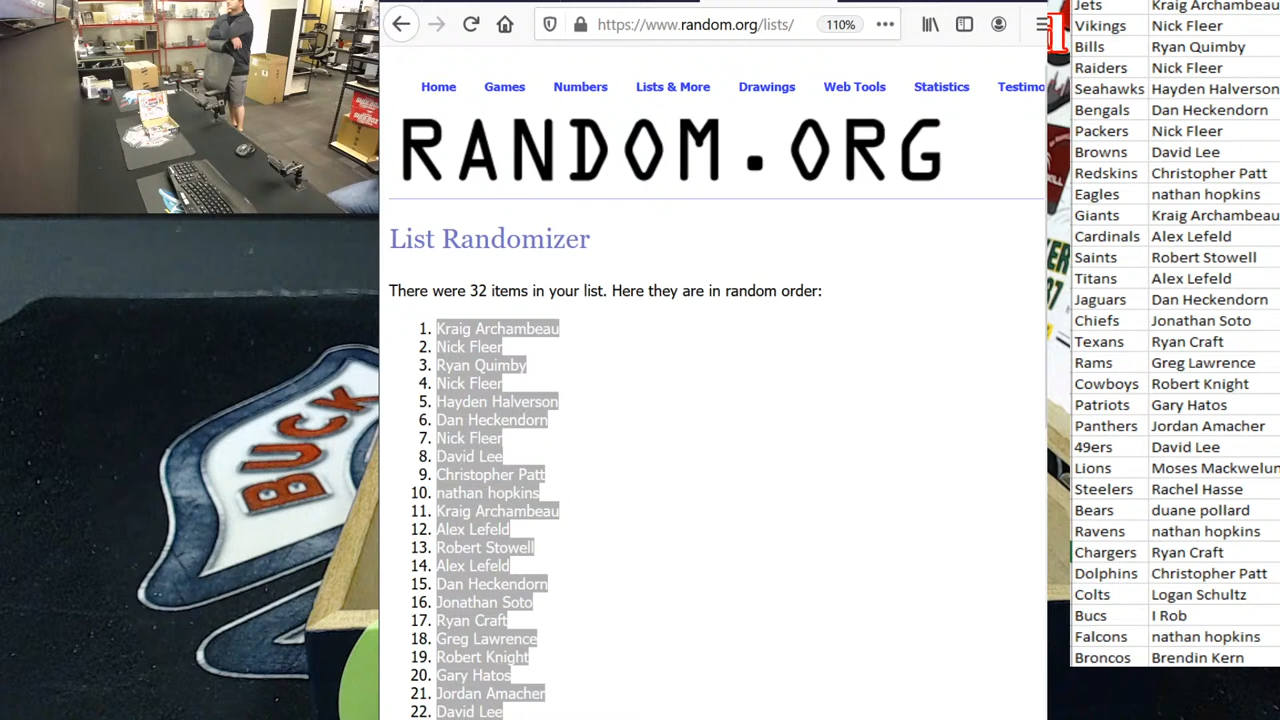 https://www.random.org/lists/
110%
Home Games Numbers Lists & More Drawings Web Tools Statistics Testimo
RANDOM.ORG
List Randomizer
There were 32 items in your list. Here they are in random order:
1. Kraig Archambeau
2. Nick Fleer
3. Ryan Quimby
4. Nick Fleer
5. Hayden Halverson
6. Dan Heckendorn
7. Nick Fleer
8. David Lee
9. Christopher Patt
10. nathan hopkins
11. Kraig Archambeau
12. Alex Lefeld
13. Robert Stowell
14. Alex Lefeld
15. Dan Heckendorn
16. Jonathan Soto
17. Ryan Craft
18. Greg Lawrence
19. Robert Knight
20. Gary Hatos
21. Jordan Amacher
22. David Lee
Jets Kraig Archambeau
Vikings Nick Fleer
Bills Ryan Quimby
Raiders Nick Fleer
Seahawks Hayden Halverson
Bengals Dan Heckendorn
Packers Nick Fleer
Browns David Lee
Redskins Christopher Patt
Eagles nathan hopkins
Giants Kraig Archambeau
Cardinals Alex Lefeld
Saints Robert Stowell
Titans Alex Lefeld
Jaguars Dan Heckendorn
Chiefs Jonathan Soto
Texans Ryan Craft
Rams Greg Lawrence
Cowboys Robert Knight
Patriots Gary Hatos
Panthers Jordan Amacher
49ers David Lee
Lions Moses Mackwelun
Steelers Rachel Hasse
Bears duane pollard
Ravens nathan hopkins
Chargers Ryan Craft
Dolphins Christopher Patt
Colts Logan Schultz
Bucs I Rob
Falcons nathan hopkins
Broncos Brendin Kern
BUCK